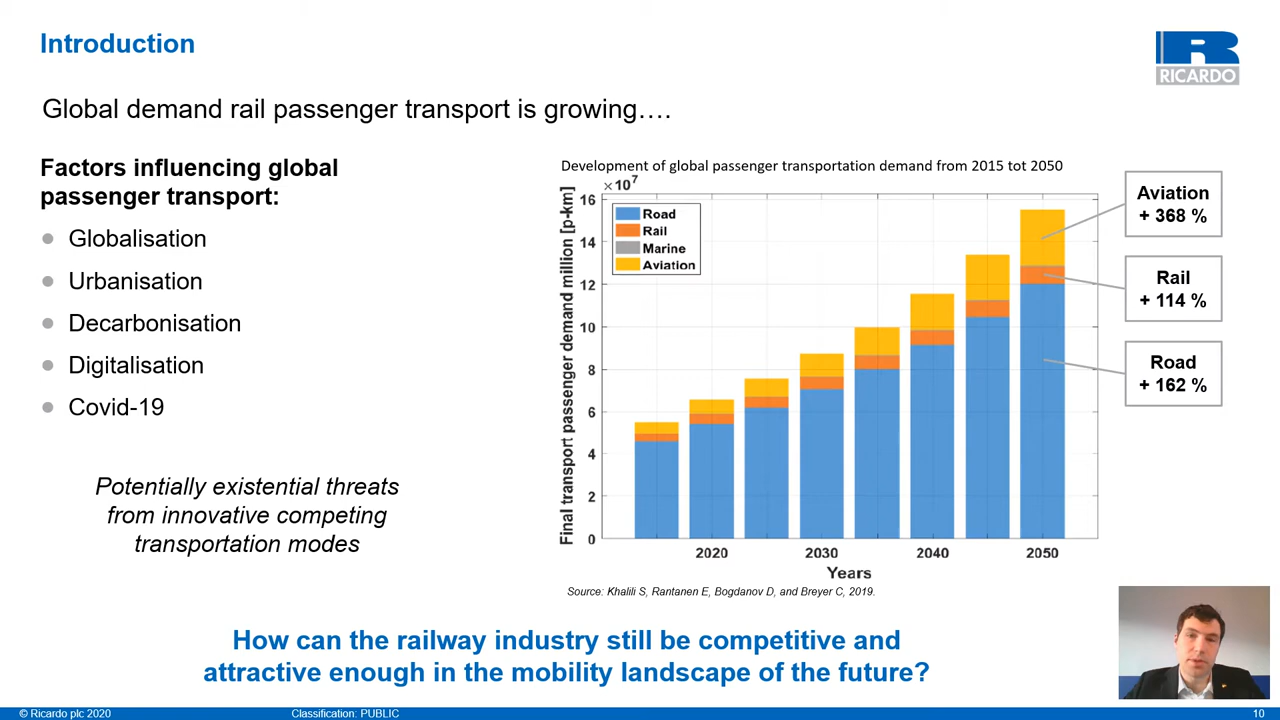 Introduction
R
RICARDO
Global demand rail passenger transport is growing….
Factors influencing global
passenger transport:
Globalisation
Urbanisation
Decarbonisation
Digitalisation
Covid-19
Potentially existential threats
from innovative competing
transportation modes
Development of global passenger transportation demand from 2015 tot 2050
×10⁷
Final transport passenger demand million [p-km]
16
14
12
10
8
6
4
2
0
Road
Rail
Marine
Aviation
2020
2030
2040
2050
Years
Aviation
+ 368 %
Rail
+ 114 %
Road
+ 162 %
Source: Khalili S, Rantanen E, Bogdanov D, and Breyer C, 2019.
How can the railway industry still be competitive and
attractive enough in the mobility landscape of the future?
© Ricardo plc 2020
Classification: PUBLIC
10